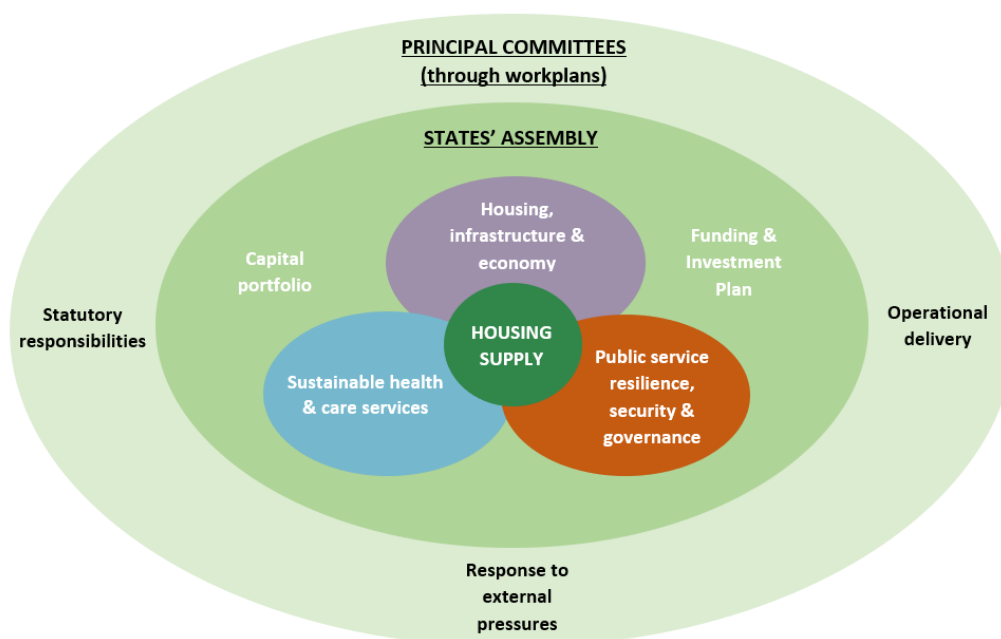 PRINCIPAL COMMITTEES
(through workplans)
STATES' ASSEMBLY
Housing,
infrastructure &
economy
Capital
portfolio
Funding &
Investment
Plan
Statutory
responsibilities
Operational
delivery
HOUSING
SUPPLY
Sustainable health
& care services
Public service
resilience,
security &
governance
Response to
external
pressures